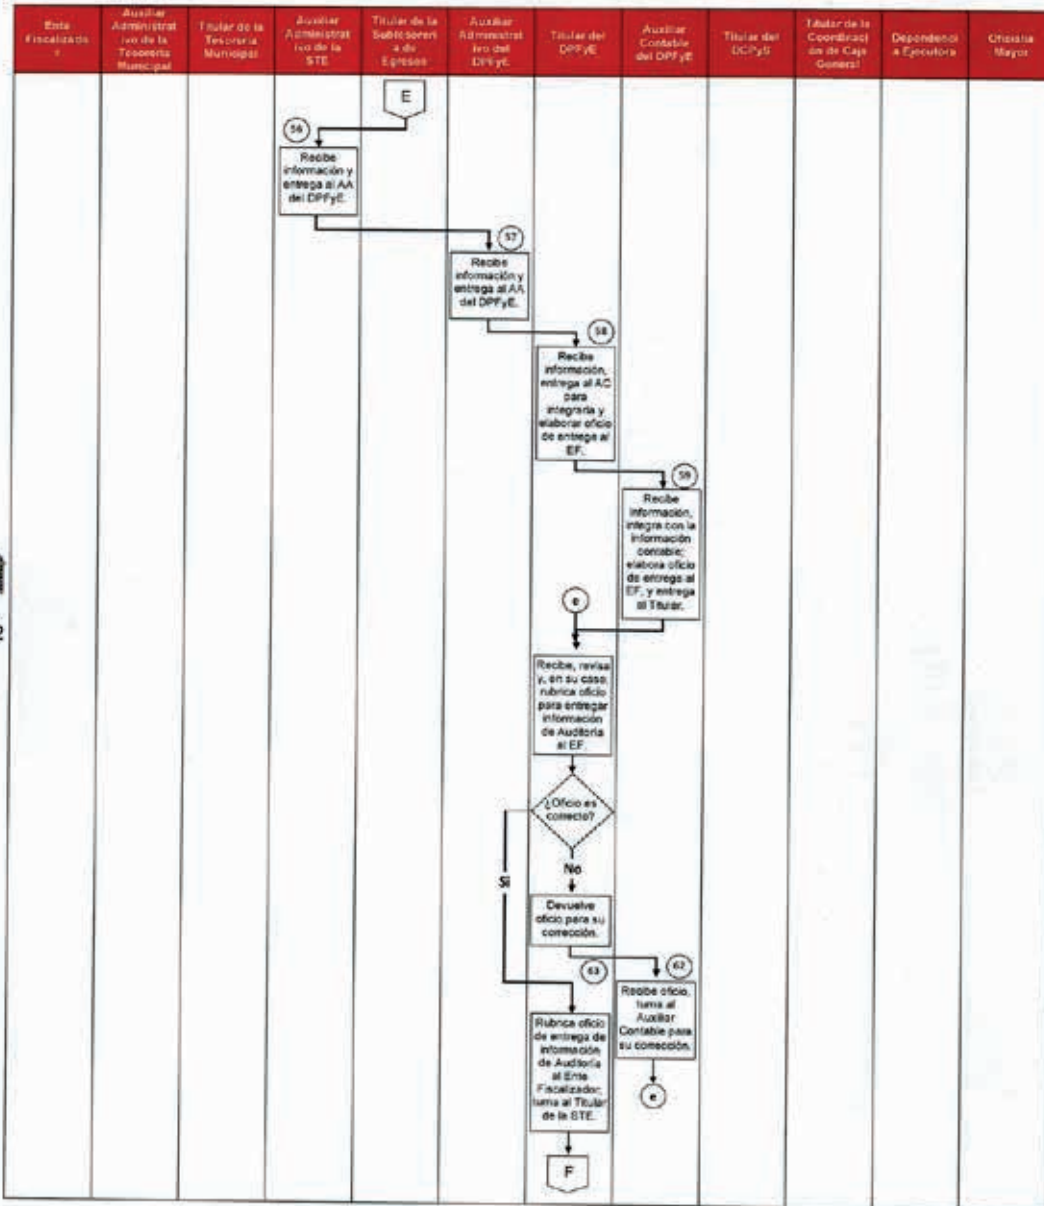 Ente
Fiscalizado
Auxiliar
Administrat
ivo de la
Tesorería
Municipal
Titular de la
Tesorería
Municipal
Auxiliar
Administrat
ivo de la
STE
Titular de la
Subtesorerí
a de
Egresos
Auxiliar
Administrat
ivo del
DPFyE
Titular del
DPFyE
Auxiliar
Contable
del DPFyE
Titular del
DCPyS
Titular de la
Coordinaci
ón de Caja
General
Dependenci
a Ejecutora
Oficialía
Mayor
E
56
Recibe
información y
entrega al AA
del DPFyE.
57
Recibe
información y
entrega al AA
del DPFyE.
58
Recibe
información,
entrega al AC
para
integrarla y
elaborar oficio
de entrega al
EF.
59
Recibe
información,
integra con la
información
contable;
elabora oficio
de entrega al
EF, y entrega
al Titular.
e
Recibe, revisa
y, en su caso,
rubrica oficio
para entregar
información
de Auditoría
al EF.
¿Oficio es
correcto?
No
Si
Devuelve
oficio para su
corrección.
62
63
Recibe oficio,
turna al
Auxiliar
Contable para
su corrección.
Rubrica oficio
de entrega de
información
de Auditoría
al Ente
Fiscalizador,
turna al Titular
de la STE.
e
F